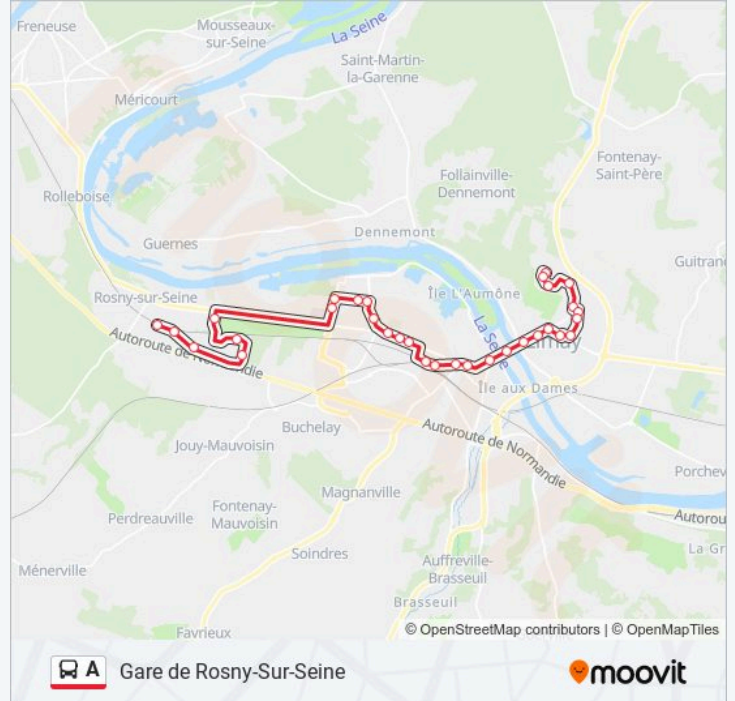 Freneuse
Mousseaux-
sur-Seine
La Seine
Saint-Martin-
la-Garenne
Méricourt
Fontenay-
Saint-Père
Follainville-
Dennemont
Rolleboise
Dennemont
Guernes
Guitran
Rosny-sur-Seine
Île L'Aumône
La Seine
Autoroute de Normandie
Île aux Dames
Buchelay
Autoroute de Normandie
Jouy-Mauvoisin
Porchev
Magnanville
Perdreauville
Fontenay-
Mauvoisin
Autorou
Soindres
La Gr
Auffreville-
Brasseuil
Ménerville
Brasseuil
Favrieux
© OpenStreetMap contributors | © OpenMapTiles
A Gare de Rosny-Sur-Seine
moovit